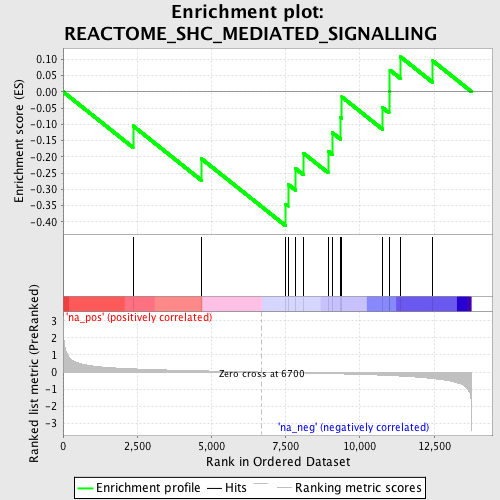 Enrichment plot:
REACTOME_SHC_MEDIATED_SIGNALLING
Enrichment score (ES)
0.10
0.05
0.00
-0.05
-0.10
-0.15
-0.20
-0.25
-0.30
-0.35
-0.40
'na_pos' (positively correlated)
Ranked list metric (PreRanked)
3
2
1
0
-1
-2
-3
Zero cross at 6700
'na_neg' (negatively correlated)
0
2,500
5,000
7,500
10,000
12,500
Rank in Ordered Dataset
Enrichment profile
Hits
Ranking metric scores